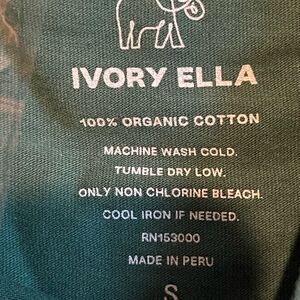 IVORY ELLA
100% ORGANIC COTTON
MACHINE WASH COLD.
TUMBLE DRY LOW.
ONLY NON CHLORINE BLEACH.
COOL IRON IF NEEDED.
RN153000
MADE IN PERU
S